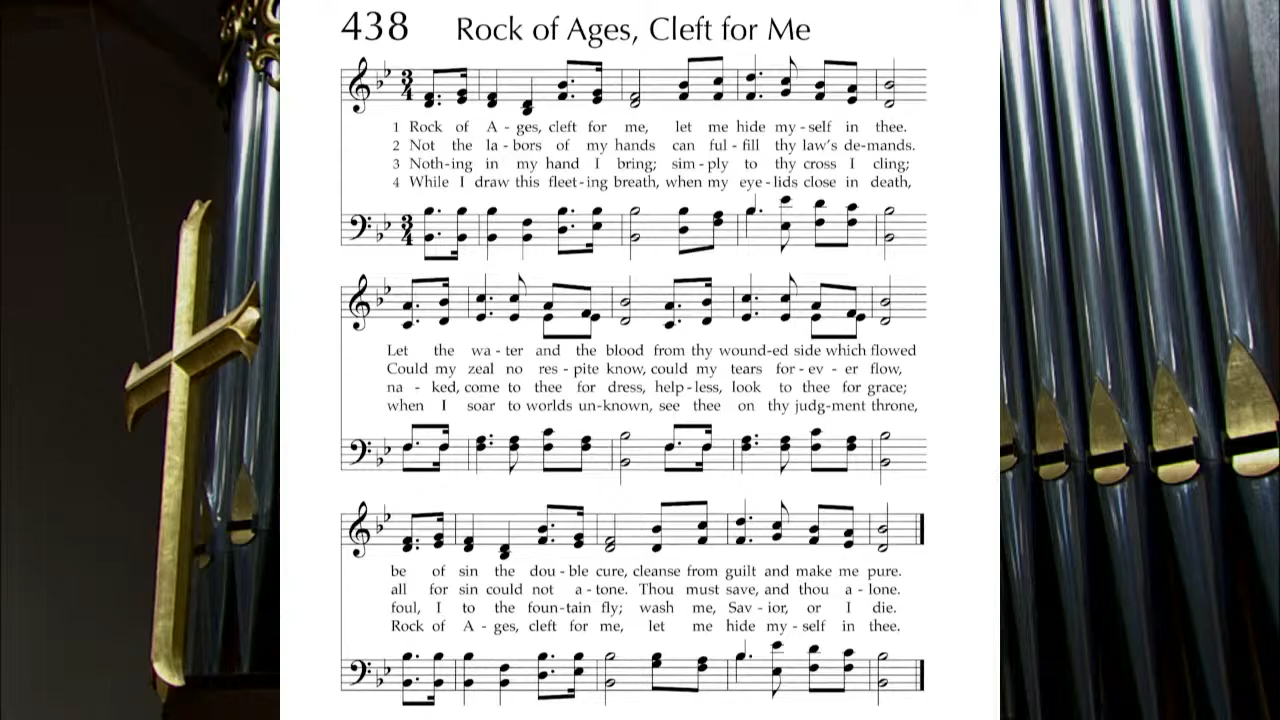 438 Rock of Ages, Cleft for Me
1 Rock of A - ges, cleft for me, let me hide my - self in thee.
2 Not the la - bors of my hands can ful - fill thy law's de - mands.
3 Noth - ing in my hand I bring; sim - ply to thy cross I cling;
4 While I draw this fleet - ing breath, when my eye - lids close in death,
Let the wa - ter and the blood from thy wound - ed side which flowed
Could my zeal no res - pite know, could my tears for - ev - er flow,
na - ked, come to thee for dress, help - less, look to thee for grace;
when I soar to worlds un - known, see thee on thy judg - ment throne,
be of sin the dou - ble cure, cleanse from guilt and make me pure.
all for sin could not a - tone. Thou must save, and thou a - lone.
foul, I to the foun - tain fly; wash me, Sav - ior, or I die.
Rock of A - ges, cleft for me, let me hide my - self in thee.